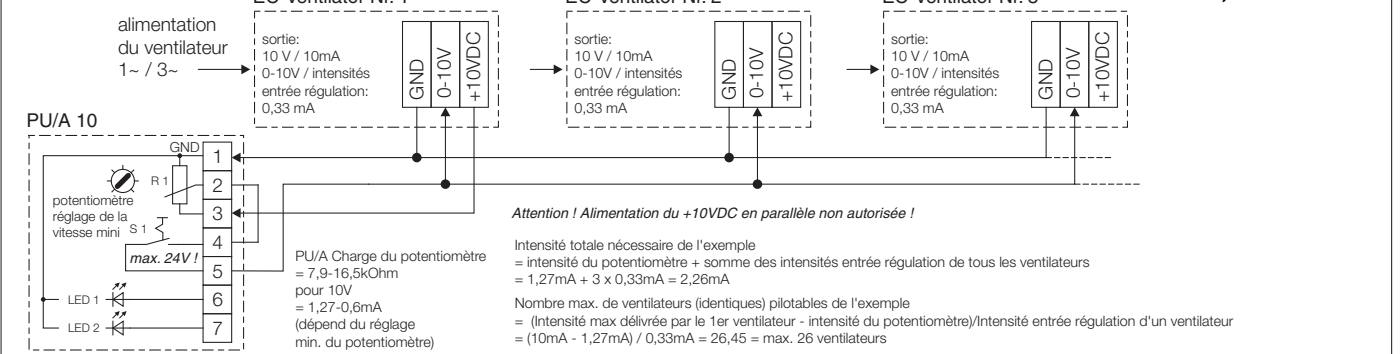 alimentation
du ventilateur
1~ / 3~
sortie:
10 V / 10mA
0-10V / intensités
entrée régulation:
0,33 mA
GND
0-10V
+10VDC
sortie:
10 V / 10mA
0-10V / intensités
entrée régulation:
0,33 mA
GND
0-10V
+10VDC
sortie:
10 V / 10mA
0-10V / intensités
entrée régulation:
0,33 mA
GND
0-10V
+10VDC
PU/A 10
GND
1
R 1
2
potentiomètre
réglage de la
vitesse mini
3
S 1
4
max. 24V !
5
LED 1
6
LED 2
7
PU/A Charge du potentiomètre
= 7,9-16,5kOhm
pour 10V
= 1,27-0,6mA
(dépend du réglage
min. du potentiomètre)
Attention ! Alimentation du +10VDC en parallèle non autorisée !
Intensité totale nécessaire de l'exemple
= intensité du potentiomètre + somme des intensités entrée régulation de tous les ventilateurs
= 1,27mA + 3 x 0,33mA = 2,26mA
Nombre max. de ventilateurs (identiques) pilotables de l'exemple
= (Intensité max délivrée par le 1er ventilateur - intensité du potentiomètre)/Intensité entrée régulation d'un ventilateur
= (10mA - 1,27mA) / 0,33mA = 26,45 = max. 26 ventilateurs